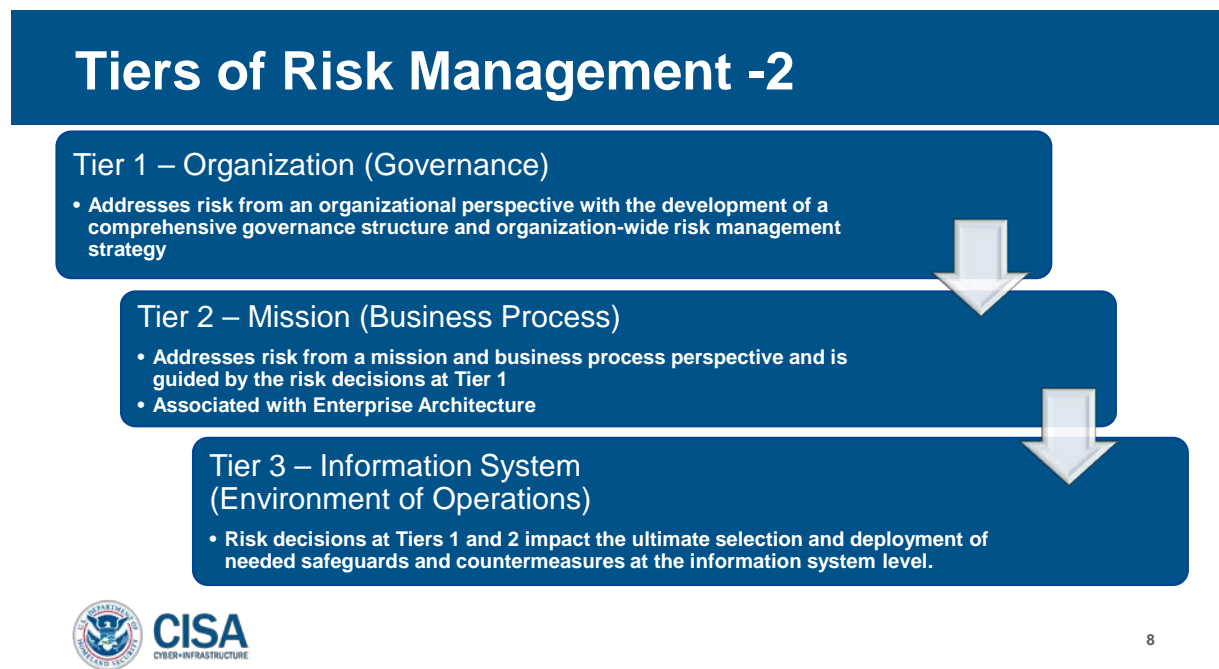 Tiers of Risk Management -2
Tier 1 – Organization (Governance)
• Addresses risk from an organizational perspective with the development of a
comprehensive governance structure and organization-wide risk management
strategy
Tier 2 – Mission (Business Process)
• Addresses risk from a mission and business process perspective and is
guided by the risk decisions at Tier 1
• Associated with Enterprise Architecture
Tier 3 – Information System
(Environment of Operations)
• Risk decisions at Tiers 1 and 2 impact the ultimate selection and deployment of
needed safeguards and countermeasures at the information system level.
U.S. DEPARTMENT OF
HOMELAND SECURITY
CISA
CYBER+INFRASTRUCTURE
8